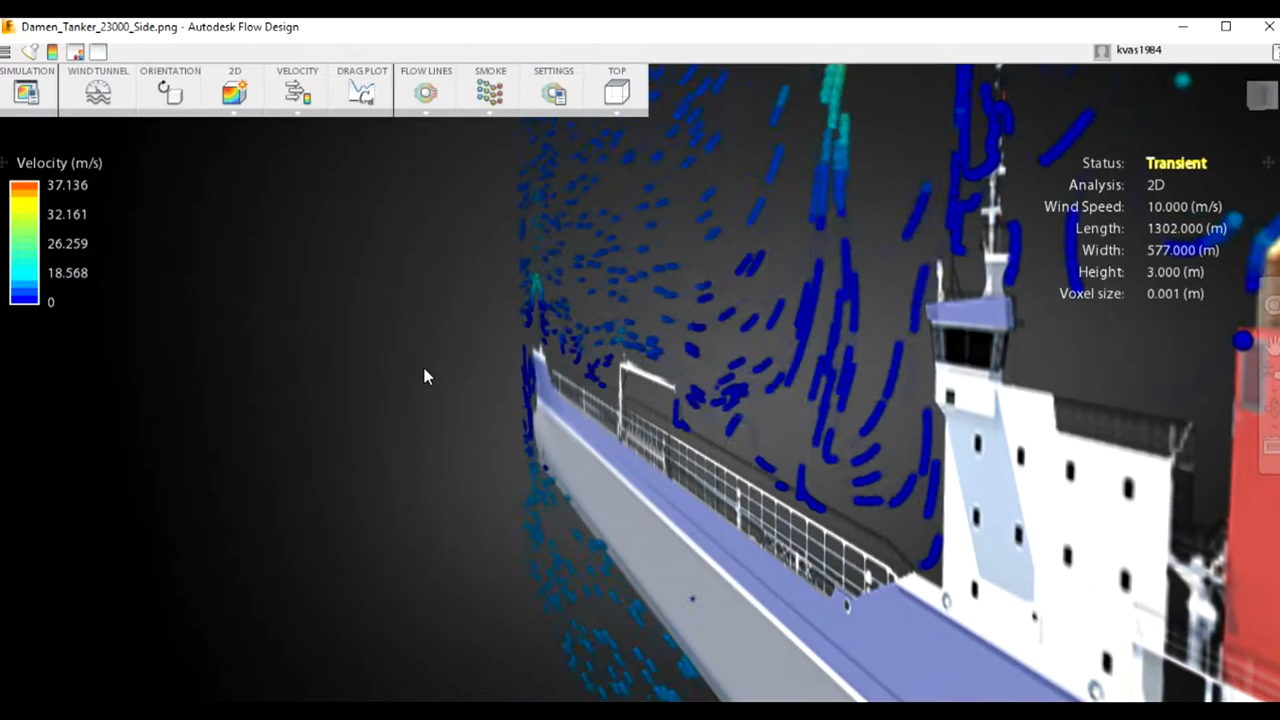 Damen_Tanker_23000_Side.png - Autodesk Flow Design
kvas1984
SIMULATION WIND TUNNEL ORIENTATION 2D VELOCITY DRAG PLOT FLOW LINES SMOKE SETTINGS TOP
Velocity (m/s)
37.136
32.161
26.259
18.568
0
Status: Transient
Analysis: 2D
Wind Speed: 10.000 (m/s)
Length: 1302.000 (m)
Width: 577.000 (m)
Height: 3.000 (m)
Voxel size: 0.001 (m)